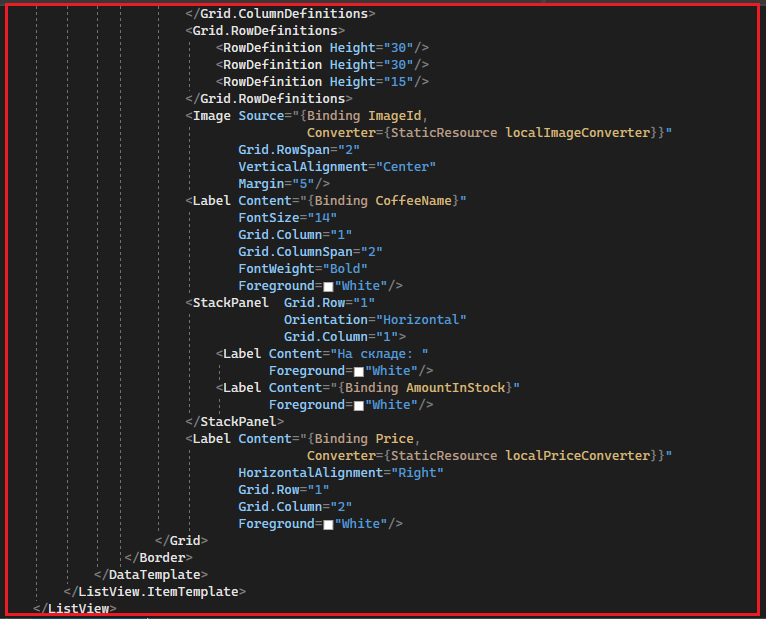 </Grid.ColumnDefinitions>
<Grid.RowDefinitions>
<RowDefinition Height="30"/>
<RowDefinition Height="30"/>
<RowDefinition Height="15"/>
</Grid.RowDefinitions>
<Image Source="{Binding ImageId,
Converter={StaticResource localImageConverter}}"
Grid.RowSpan="2"
VerticalAlignment="Center"
Margin="5"/>
<Label Content="{Binding CoffeeName}"
FontSize="14"
Grid.Column="1"
Grid.ColumnSpan="2"
FontWeight="Bold"
Foreground="White"/>
<StackPanel  Grid.Row="1"
Orientation="Horizontal"
Grid.Column="1">
<Label Content="На складе: "
Foreground="White"/>
<Label Content="{Binding AmountInStock}"
Foreground="White"/>
</StackPanel>
<Label Content="{Binding Price,
Converter={StaticResource localPriceConverter}}"
HorizontalAlignment="Right"
Grid.Row="1"
Grid.Column="2"
Foreground="White"/>
</Grid>
</Border>
</DataTemplate>
</ListView.ItemTemplate>
</ListView>